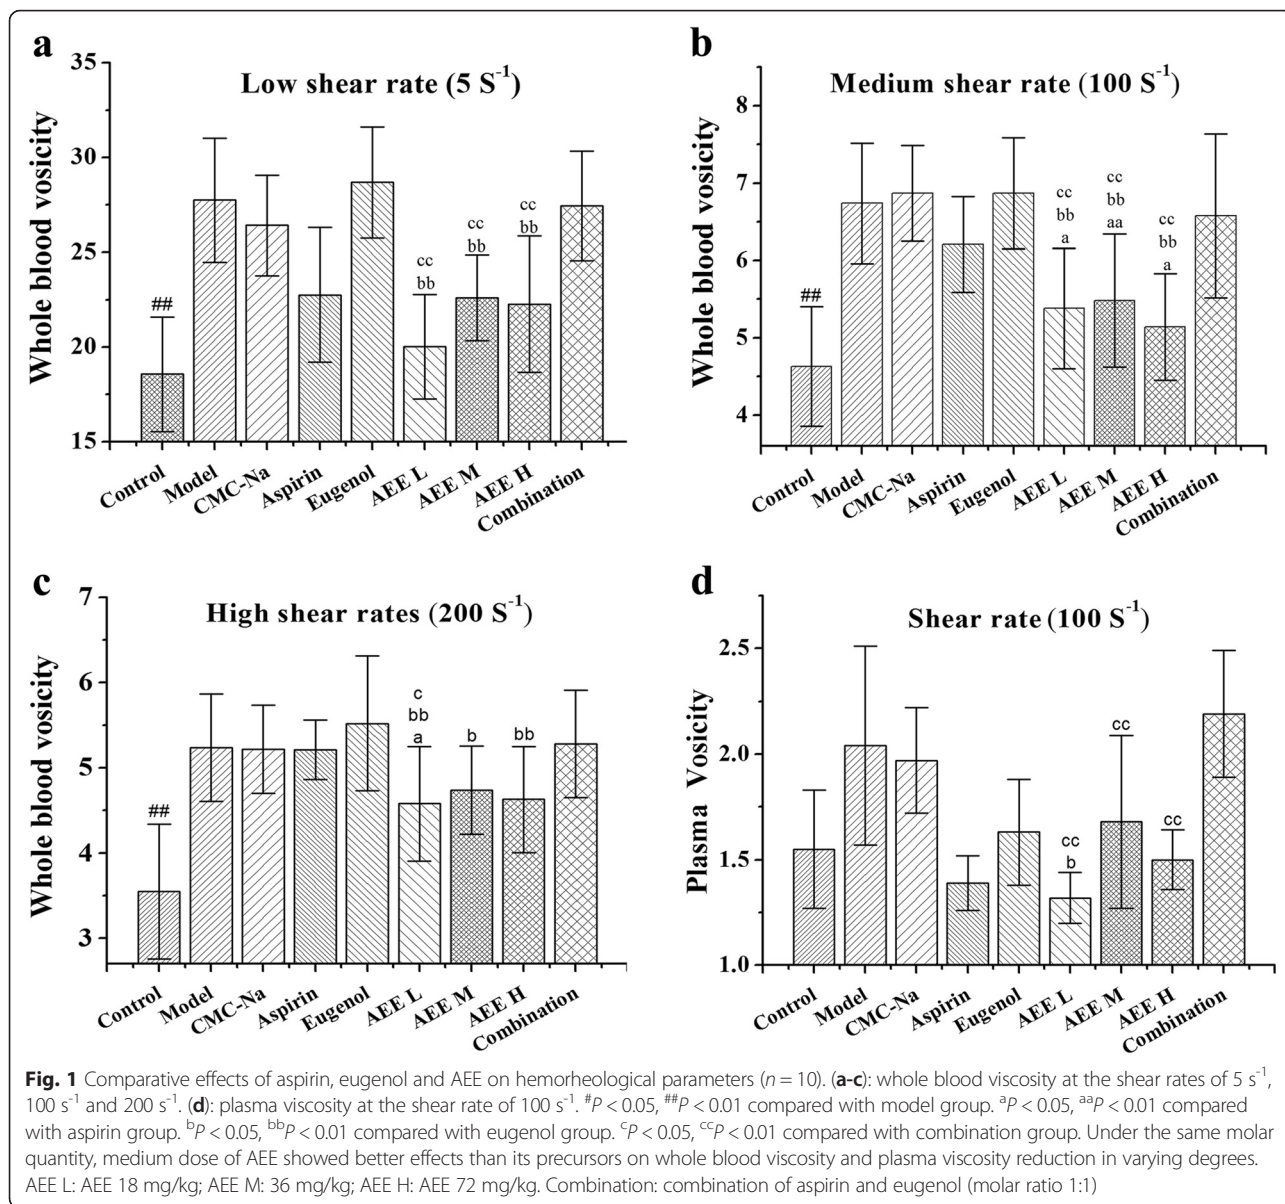 a
Low shear rate (5 S⁻¹)
Whole blood vosicity
35
30
25
20
15
##
cc
bb
cc
bb
cc
bb
Control
Model
CMC-Na
Aspirin
Eugenol
AEE L
AEE M
AEE H
Combination
b
Medium shear rate (100 S⁻¹)
Whole blood vosicity
8
7
6
5
4
##
cc
bb
a
cc
bb
aa
cc
bb
a
Control
Model
CMC-Na
Aspirin
Eugenol
AEE L
AEE M
AEE H
Combination
c
High shear rates (200 S⁻¹)
Whole blood vosicity
7
6
5
4
3
##
c
bb
a
b
bb
Control
Model
CMC-Na
Aspirin
Eugenol
AEE L
AEE M
AEE H
Combination
d
Shear rate (100 S⁻¹)
Plasma Vosicity
2.5
2.0
1.5
1.0
cc
b
cc
cc
Control
Model
CMC-Na
Aspirin
Eugenol
AEE L
AEE M
AEE H
Combination
Fig. 1 Comparative effects of aspirin, eugenol and AEE on hemorheological parameters (n = 10). (a-c): whole blood viscosity at the shear rates of 5 s⁻¹,
100 s⁻¹ and 200 s⁻¹. (d): plasma viscosity at the shear rate of 100 s⁻¹. #P < 0.05, ##P < 0.01 compared with model group. ᵃP < 0.05, ᵃᵃP < 0.01 compared
with aspirin group. ᵇP < 0.05, ᵇᵇP < 0.01 compared with eugenol group. ᶜP < 0.05, ᶜᶜP < 0.01 compared with combination group. Under the same molar
quantity, medium dose of AEE showed better effects than its precursors on whole blood viscosity and plasma viscosity reduction in varying degrees.
AEE L: AEE 18 mg/kg; AEE M: 36 mg/kg; AEE H: AEE 72 mg/kg. Combination: combination of aspirin and eugenol (molar ratio 1:1)